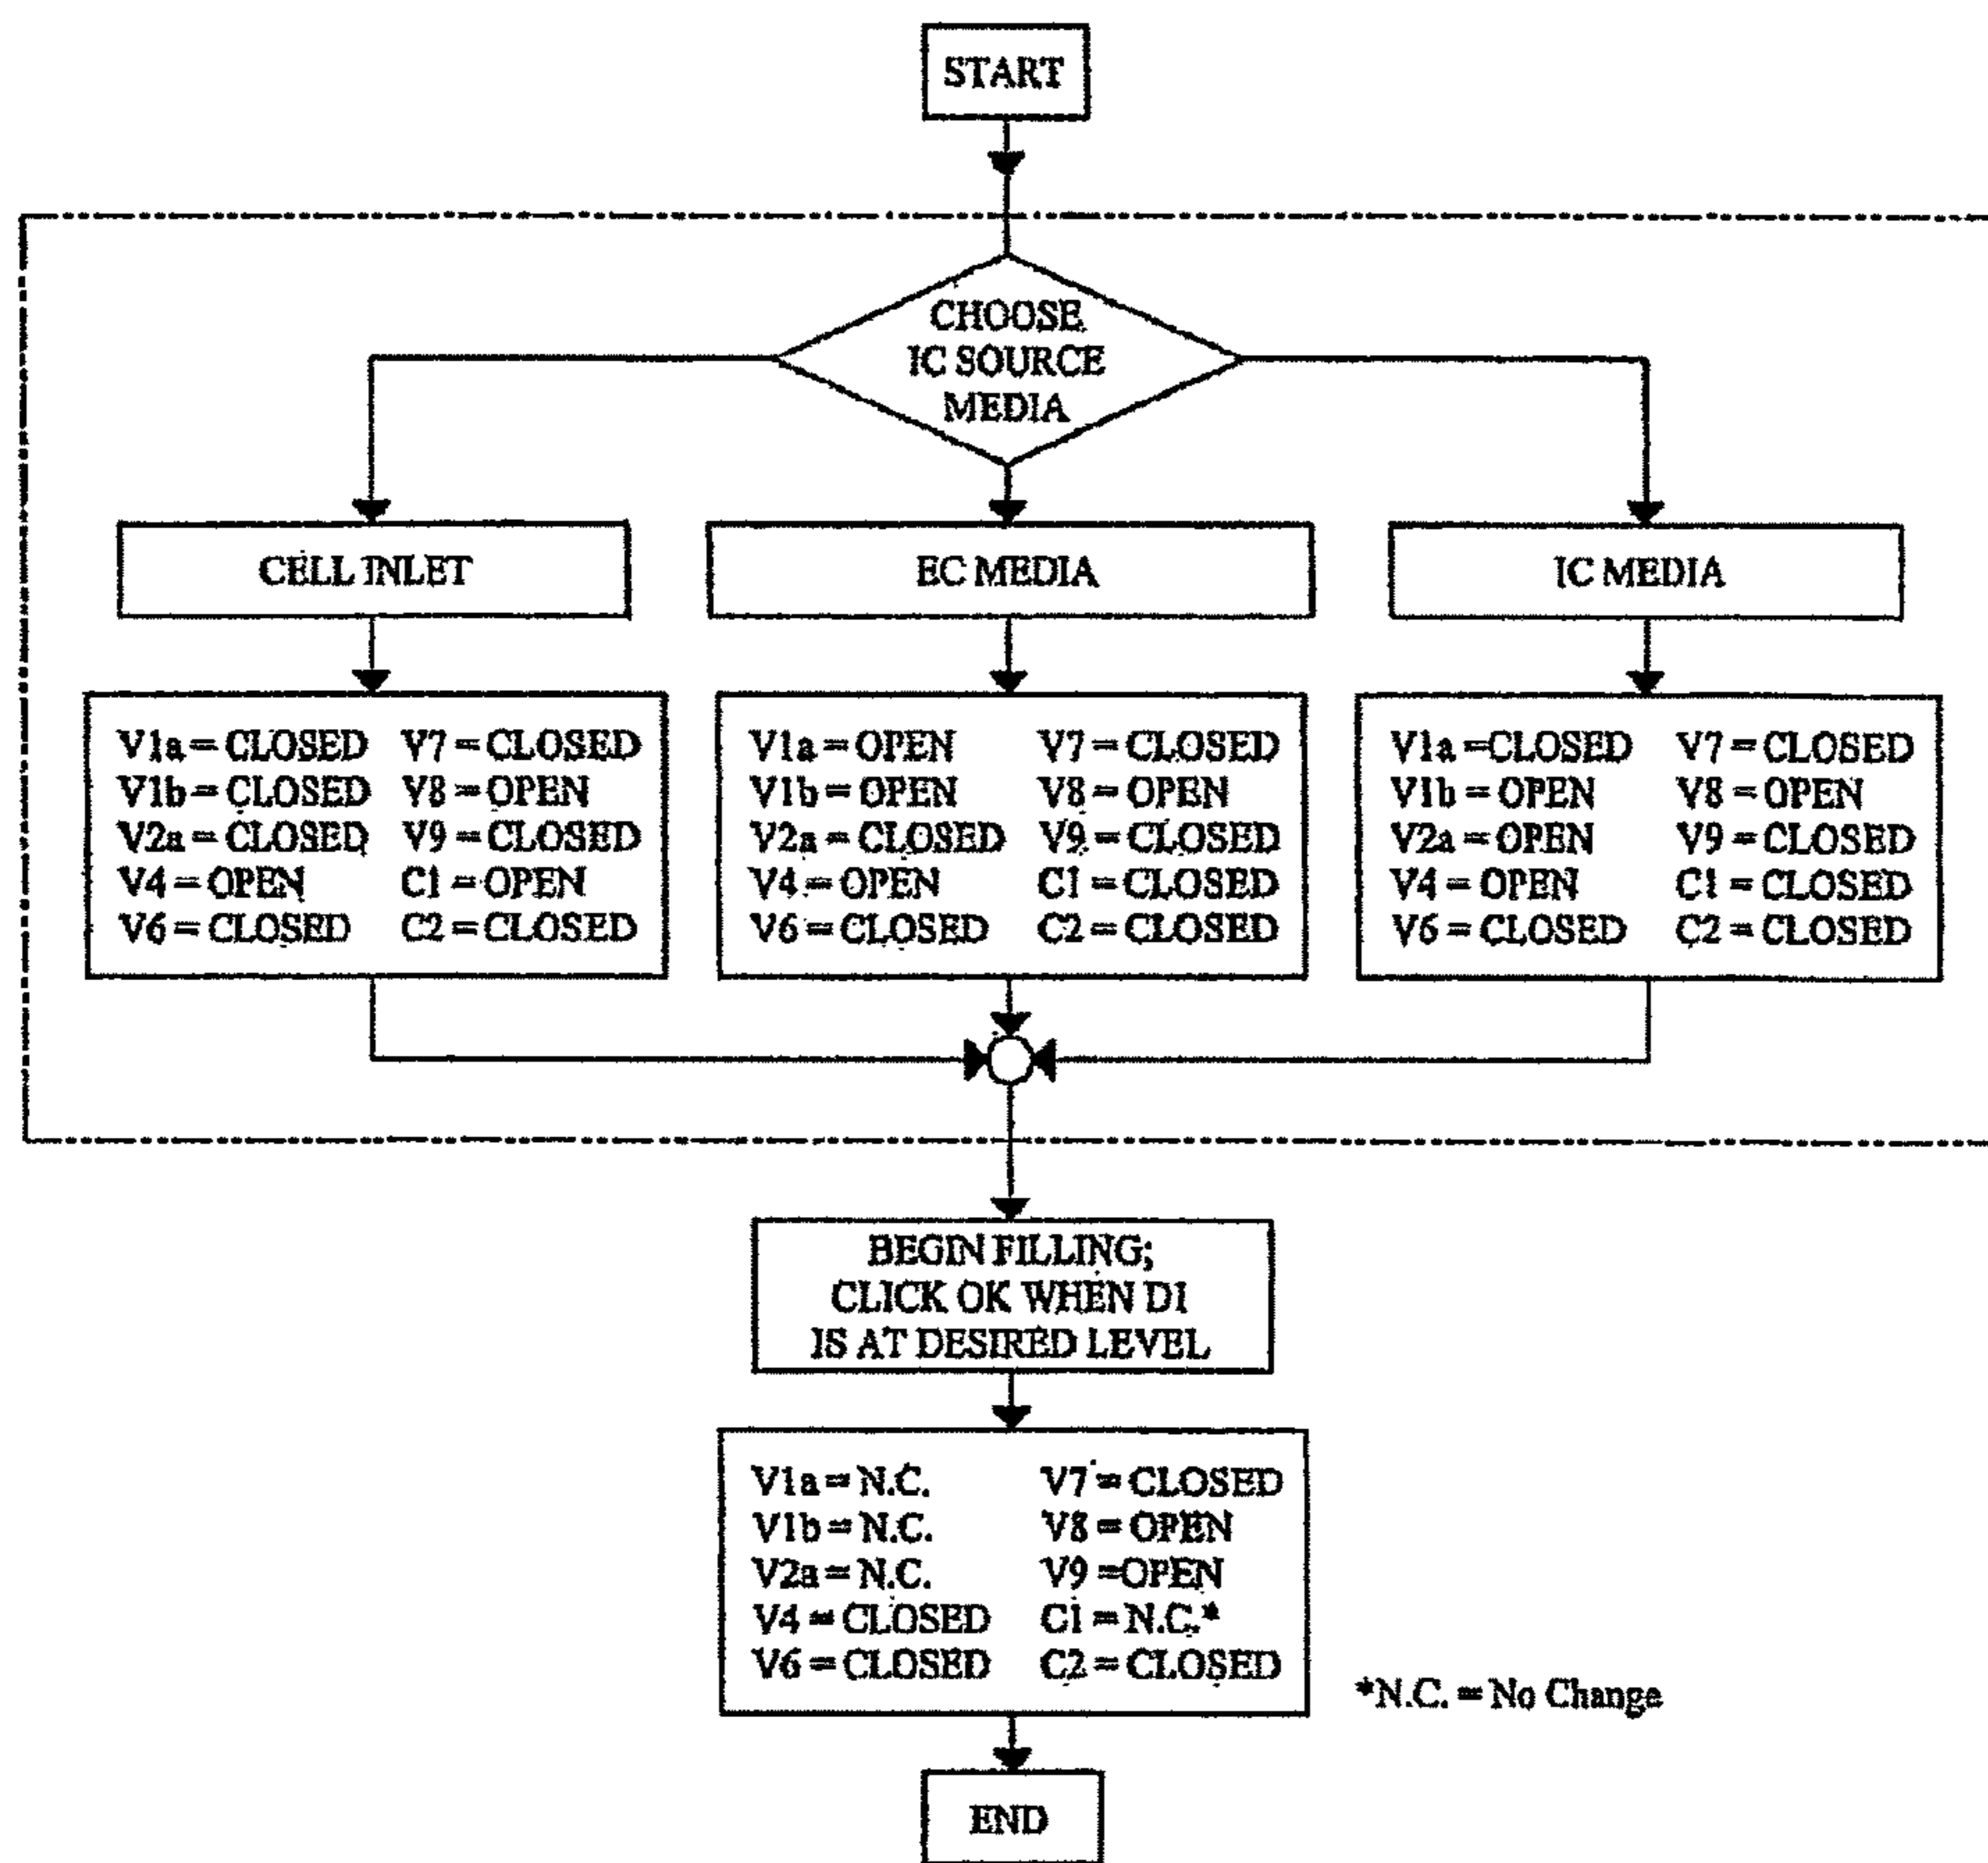 START
CHOOSE
IC SOURCE
MEDIA
CELL INLET
EC MEDIA
IC MEDIA
V1a = CLOSED V7 = CLOSED
V1b = CLOSED V8 = OPEN
V2a = CLOSED V9 = CLOSED
V4 = OPEN C1 = OPEN
V6 = CLOSED C2 = CLOSED
V1a = OPEN V7 = CLOSED
V1b = OPEN V8 = OPEN
V2a = CLOSED V9 = CLOSED
V4 = OPEN C1 = CLOSED
V6 = CLOSED C2 = CLOSED
V1a =CLOSED V7 = CLOSED
V1b = OPEN V8 = OPEN
V2a = OPEN V9 = CLOSED
V4 = OPEN C1 = CLOSED
V6 = CLOSED C2 = CLOSED
BEGIN FILLING;
CLICK OK WHEN D1
IS AT DESIRED LEVEL
V1a = N.C. V7 = CLOSED
V1b = N.C. V8 = OPEN
V2a = N.C. V9 =OPEN
V4 = CLOSED C1 = N.C.*
V6 = CLOSED C2 = CLOSED
*N.C. = No Change
END